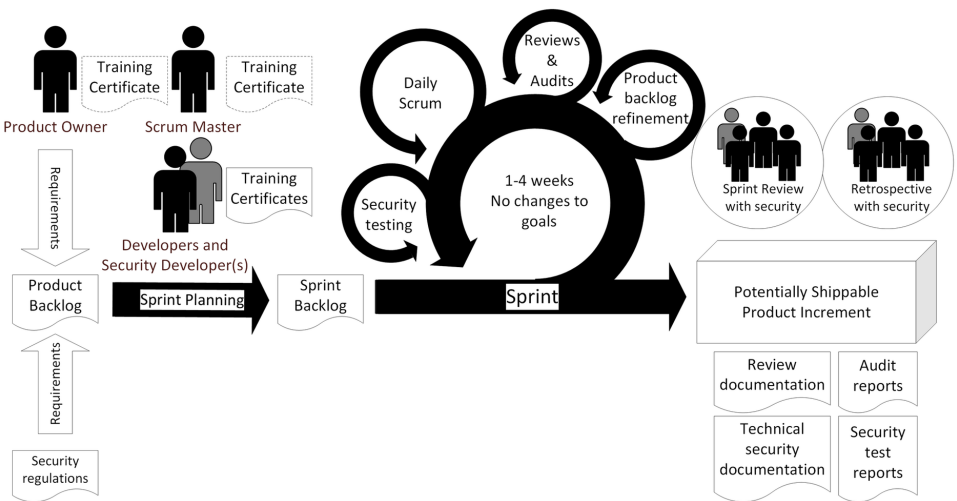 Training
Certificate
Training
Certificate
Product Owner
Scrum Master
Requirements
Training
Certificates
Developers and
Security Developer(s)
Product
Backlog
Sprint Planning
Sprint
Backlog
Requirements
Security
regulations
Security
testing
Daily
Scrum
Reviews
&
Audits
Product
backlog
refinement
1-4 weeks
No changes to
goals
Sprint
Sprint Review
with security
Retrospective
with security
Potentially Shippable
Product Increment
Review
documentation
Audit
reports
Technical
security
documentation
Security
test
reports